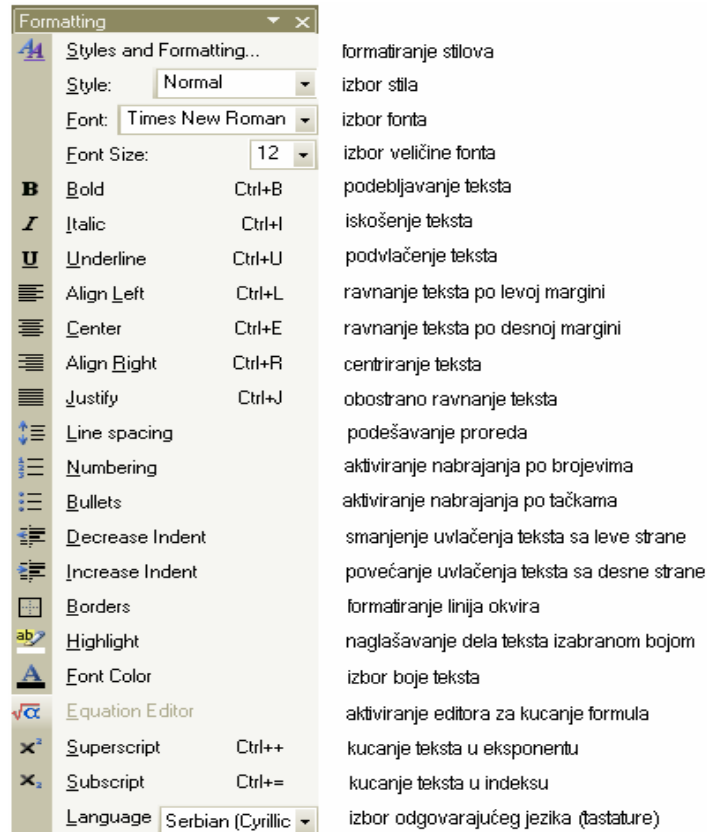 Formatting
Styles and Formatting... formatiranje stilova
Style: Normal izbor stila
Font: Times New Roman izbor fonta
Font Size: 12 izbor veličine fonta
B Bold Ctrl+B podebljavanje teksta
I Italic Ctrl+I iskošenje teksta
U Underline Ctrl+U podvlačenje teksta
Align Left Ctrl+L ravnanje teksta po levoj margini
Center Ctrl+E ravnanje teksta po desnoj margini
Align Right Ctrl+R centriranje teksta
Justify Ctrl+J obostrano ravnanje teksta
Line spacing podešavanje proreda
Numbering aktiviranje nabrajanja po brojevima
Bullets aktiviranje nabrajanja po tačkama
Decrease Indent smanjenje uvlačenja teksta sa leve strane
Increase Indent povećanje uvlačenja teksta sa desne strane
Borders formatiranje linija okvira
ab Highlight naglašavanje dela teksta izabranom bojom
A Font Color izbor boje teksta
√α Equation Editor aktiviranje editora za kucanje formula
x² Superscript Ctrl++ kucanje teksta u eksponentu
x₂ Subscript Ctrl+= kucanje teksta u indeksu
Language Serbian (Cyrillic izbor odgovarajućeg jezika (tastature)